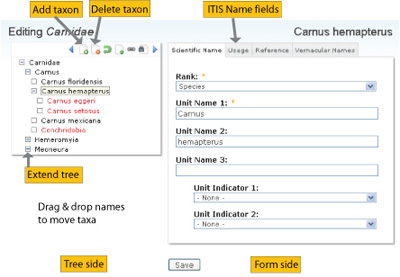 Add taxon
Delete taxon
ITIS Name fields
Editing Carnidae
Carnus hemapterus
Scientific Name
Usage
Reference
Vernacular Names
Carnidae
Carnus
Carnus floridensis
Carnus hemapterus
Carnus eggeri
Carnus setosus
Carnus mexicana
Cenchridobia
Hemeromyia
Meoneura
Extend tree
Drag & drop names
to move taxa
Rank: *
Species
Unit Name 1: *
Carnus
Unit Name 2:
hemapterus
Unit Name 3:
Unit Indicator 1:
- None -
Unit Indicator 2:
- None -
Tree side
Save
Form side